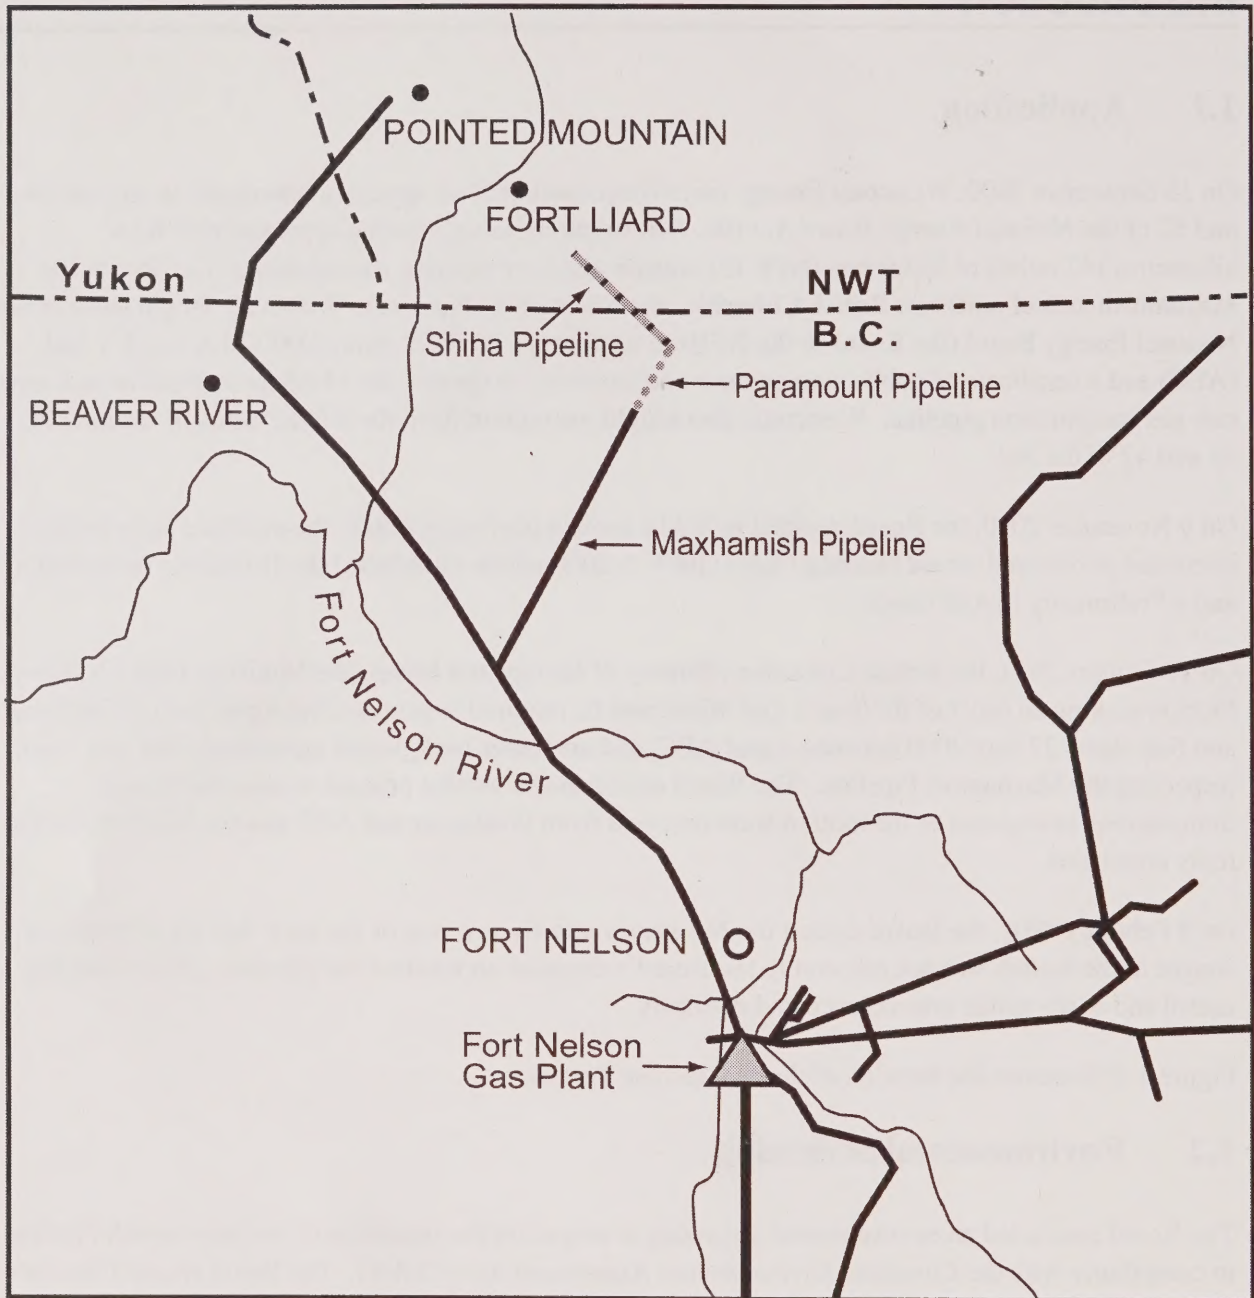 POINTED MOUNTAIN
FORT LIARD
Yukon
NWT
B.C.
Shiha Pipeline
Paramount Pipeline
BEAVER RIVER
Maxhamish Pipeline
Fort Nelson River
FORT NELSON
Fort Nelson
Gas Plant